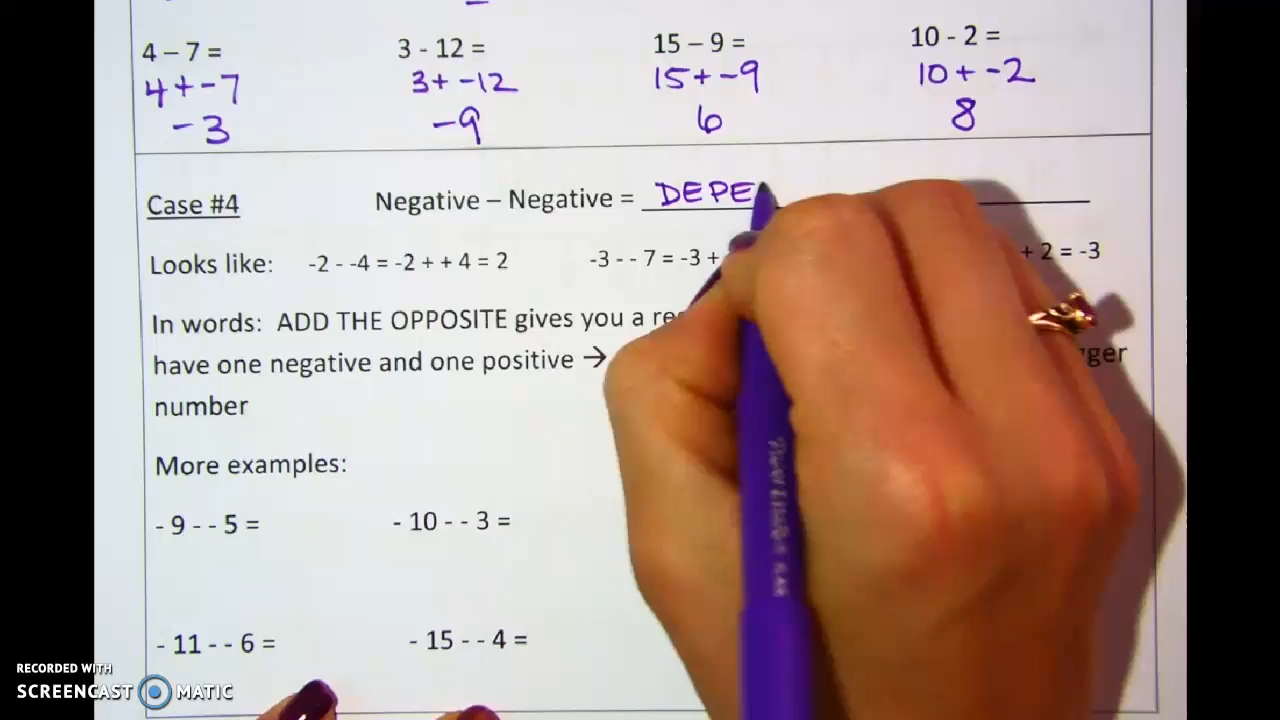 4 – 7 = 3 - 12 = 15 – 9 = 10 - 2 =
4 + -7 3 + -12 15 + -9 10 + -2
-3 -9 6 8
Case #4 Negative – Negative = DEPE
Looks like: -2 - -4 = -2 + + 4 = 2 -3 - - 7 = -3 + + 2 = -3
In words: ADD THE OPPOSITE gives you a
have one negative and one positive →
number
More examples:
- 9 - - 5 = - 10 - - 3 =
- 11 - - 6 = - 15 - - 4 =
RECORDED WITH
SCREENCAST MATIC